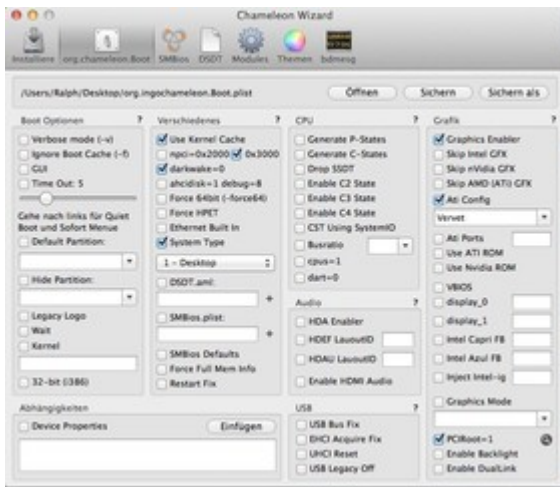 Chameleon Wizard
Installiere
org.chameleon.Boot
SMBios
DSDT
Modules
Themen
bdmesg
/Users/Ralph/Desktop/org.ingochameleon.Boot.plist
Öffnen
Sichern
Sichern als
Boot Optionen ?
Verbose mode (-v)
Ignore Boot Cache (-f)
GUI
Time Out: 5
Gehe nach links für Quiet
Boot und Sofort Menue
Default Partition:
Hide Partition:
Legacy Logo
Wait
Kernel
32-bit (i386)
Verschiedenes ?
Use Kernel Cache
npci=0x2000 0x3000
darkwake=0
ahcidisk=1 debug=8
Force 64bit (-force64)
Force HPET
Ethernet Built In
System Type
1 - Desktop
DSDT.aml:
+
SMBios.plist:
+
SMBios Defaults
Force Full Mem Info
Restart Fix
Abhängigkeiten
Device Properties
Einfügen
CPU ?
Generate P-States
Generate C-States
Drop SSDT
Enable C2 State
Enable C3 State
Enable C4 State
CST Using SystemIO
Busratio
cpus=1
dart=0
Audio ?
HDA Enabler
HDEF LauoutID
HDAU LauoutID
Enable HDMI Audio
USB ?
USB Bus Fix
EHCI Acquire Fix
UHCI Reset
USB Legacy Off
Grafik ?
Graphics Enabler
Skip Intel GFX
Skip nVidia GFX
Skip AMD (ATI) GFX
Ati Config
Vervet
Ati Ports
Use ATI ROM
Use Nvidia ROM
VBIOS
display_0
display_1
Intel Capri FB
Intel Azul FB
Inject Intel-ig
Graphics Mode
PCIRoot=1
Enable Backlight
Enable DualLink